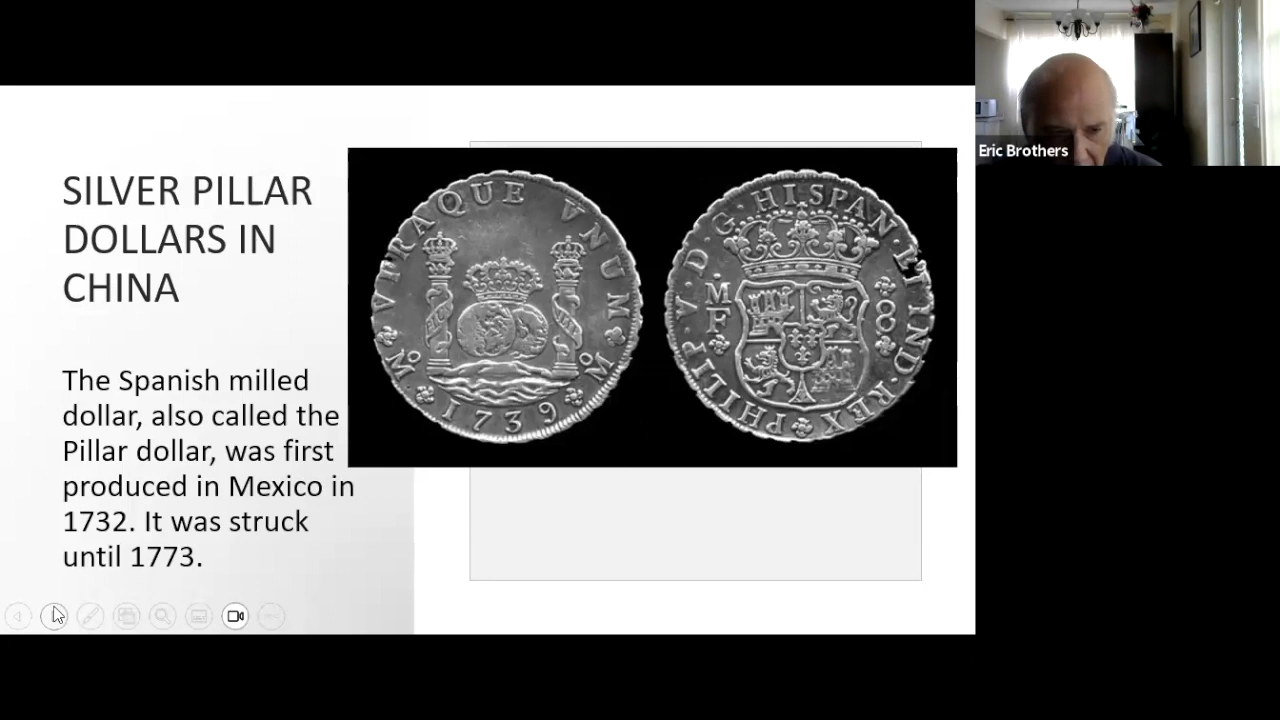 SILVER PILLAR
DOLLARS IN
CHINA
The Spanish milled
dollar, also called the
Pillar dollar, was first
produced in Mexico in
1732. It was struck
until 1773.
VTRAQUE VNUM
M 1739 M
PHILIP·V·D·G·HISPAN·ET IND·REX
MF
8
Eric Brothers